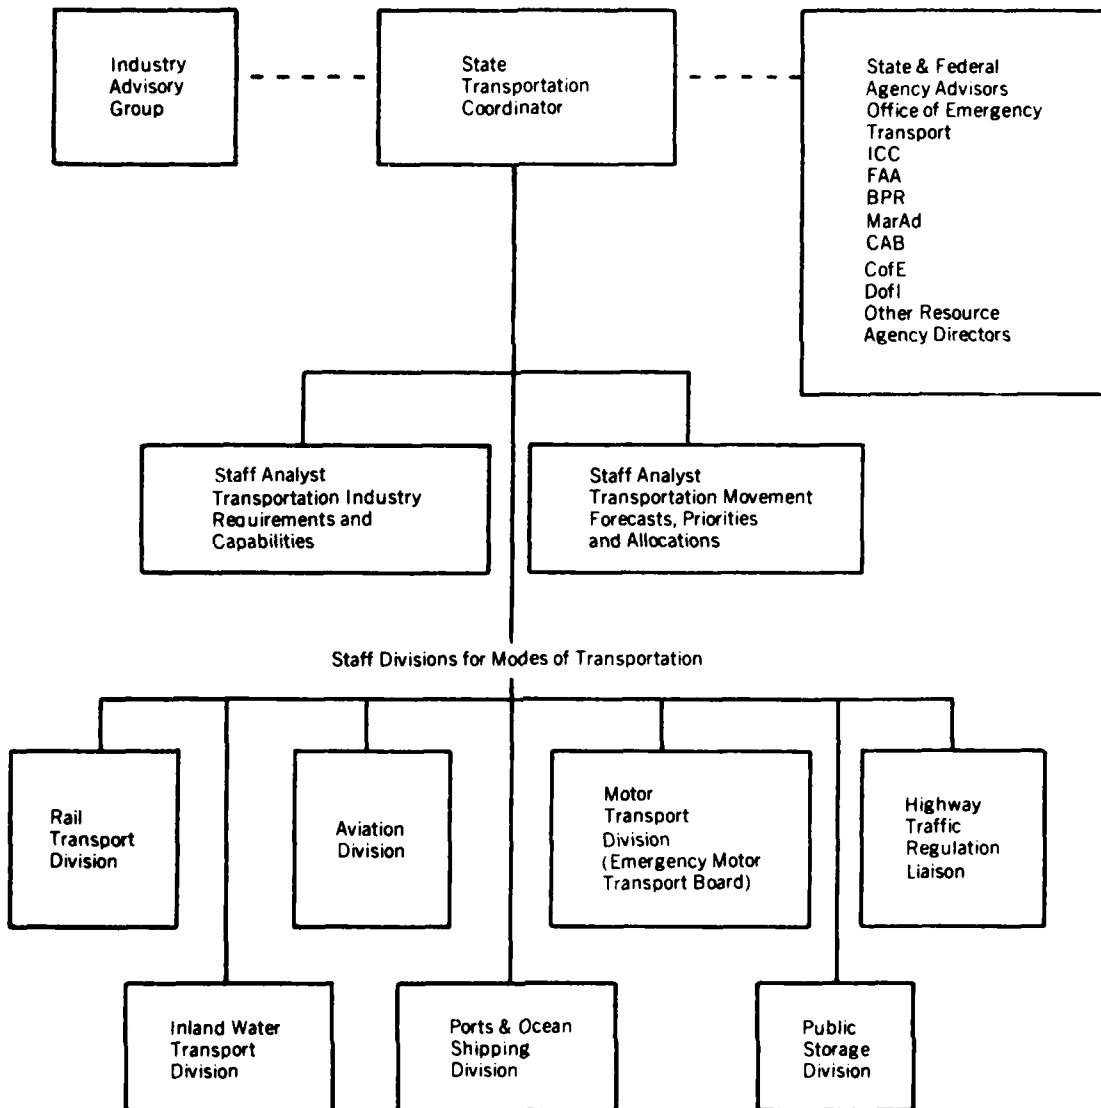 Industry
Advisory
Group
State
Transportation
Coordinator
State & Federal
Agency Advisors
Office of Emergency
Transport
ICC
FAA
BPR
MarAd
CAB
CofE
DofI
Other Resource
Agency Directors
Staff Analyst
Transportation Industry
Requirements and
Capabilities
Staff Analyst
Transportation Movement
Forecasts, Priorities
and Allocations
Staff Divisions for Modes of Transportation
Rail
Transport
Division
Aviation
Division
Motor
Transport
Division
(Emergency Motor
Transport Board)
Highway
Traffic
Regulation
Liaison
Inland Water
Transport
Division
Ports & Ocean
Shipping
Division
Public
Storage
Division